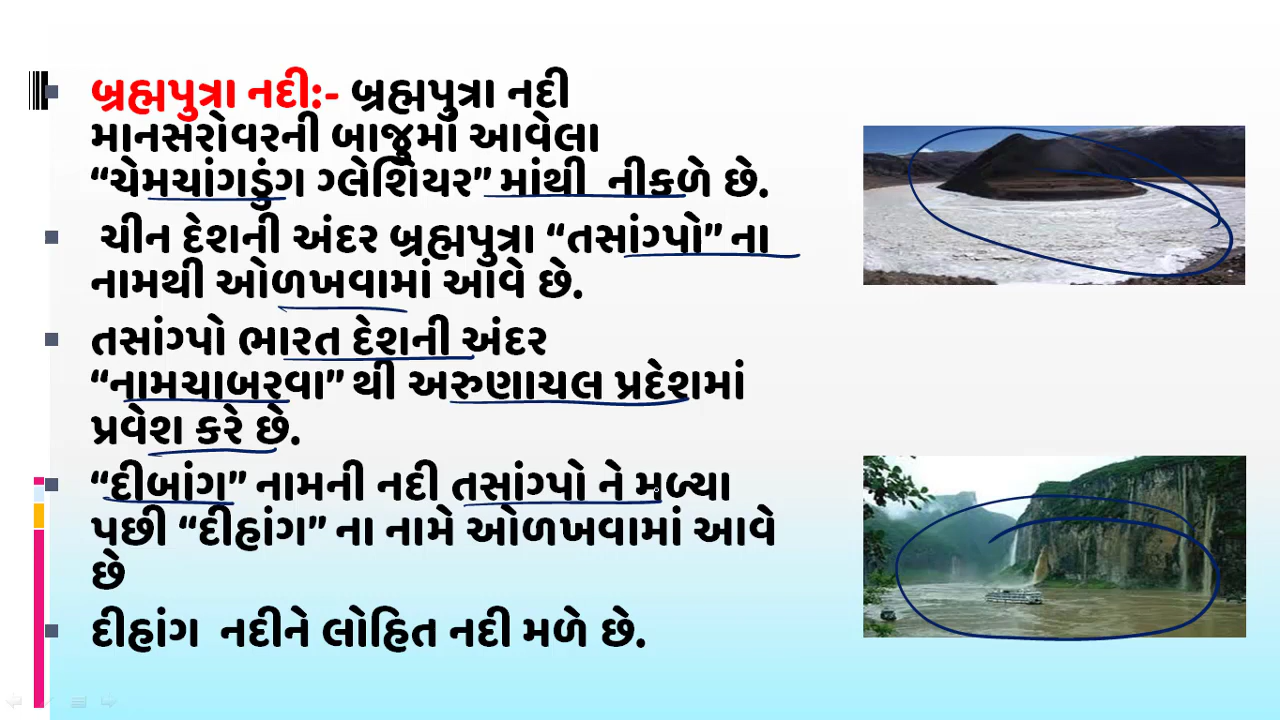 બ્રહ્મપુત્રા નદી:- બ્રહ્મપુત્રા નદી
માનસરોવરની બાજુમાં આવેલા
“ચેમચાંગડુંગ ગ્લેશિયર” માંથી નીકળે છે.
ચીન દેશની અંદર બ્રહ્મપુત્રા “તસાંગ્પો” ના
નામથી ઓળખવામાં આવે છે.
તસાંગ્પો ભારત દેશની અંદર
“નામચાબરવા” થી અરુણાચલ પ્રદેશમાં
પ્રવેશ કરે છે.
“દીબાંગ” નામની નદી તસાંગ્પો ને મળ્યા
પછી “દીહાંગ” ના નામે ઓળખવામાં આવે
છે
દીહાંગ નદીને લોહિત નદી મળે છે.